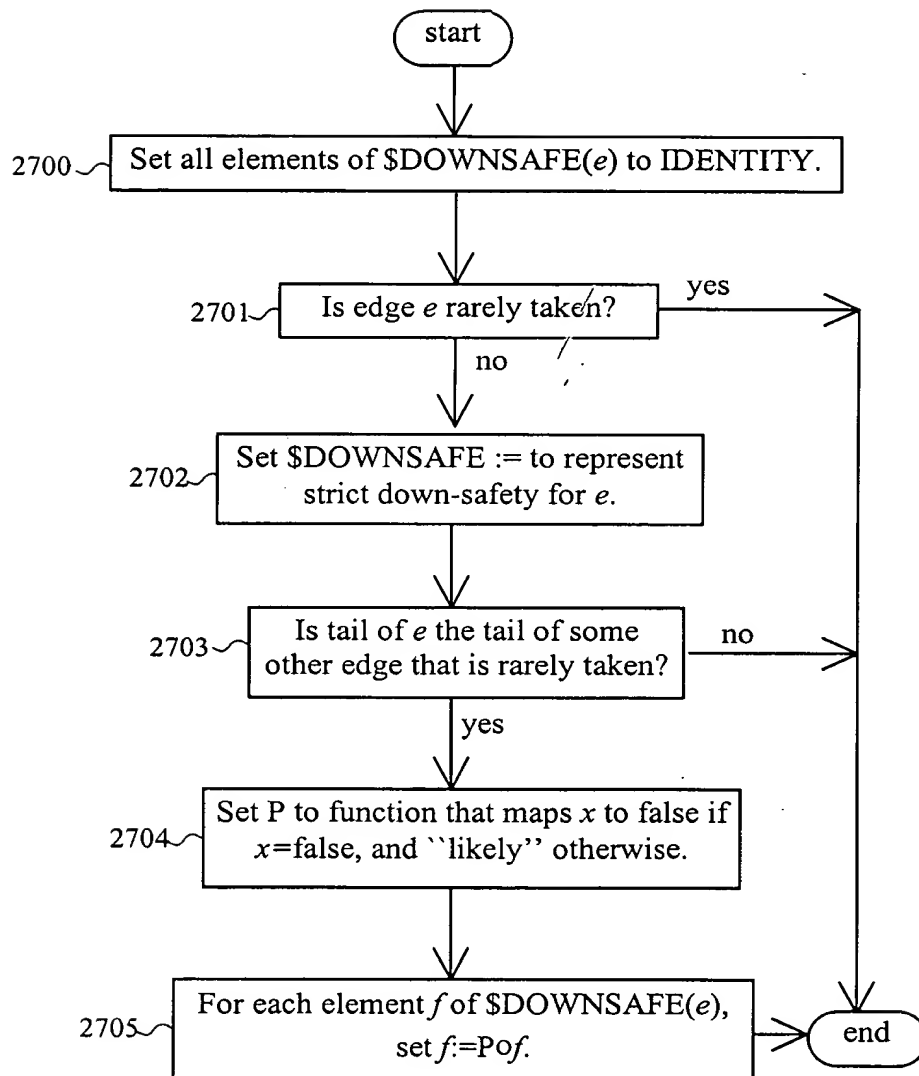 start
2700
Set all elements of $DOWNSAFE(e) to IDENTITY.
2701
Is edge e rarely taken?
yes
no
2702
Set $DOWNSAFE := to represent
strict down-safety for e.
2703
Is tail of e the tail of some
other edge that is rarely taken?
no
yes
2704
Set P to function that maps x to false if
x=false, and ``likely'' otherwise.
2705
For each element f of $DOWNSAFE(e),
set f:=Pof.
end